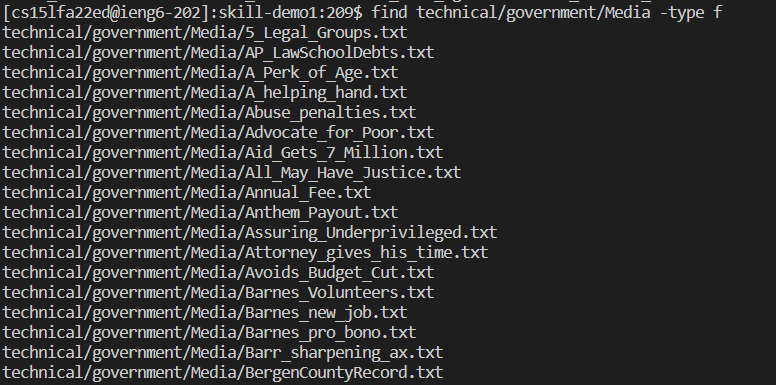 [cs15lfa22ed@ieng6-202]:skill-demo1:209$ find technical/government/Media -type f
technical/government/Media/5_Legal_Groups.txt
technical/government/Media/AP_LawSchoolDebts.txt
technical/government/Media/A_Perk_of_Age.txt
technical/government/Media/A_helping_hand.txt
technical/government/Media/Abuse_penalties.txt
technical/government/Media/Advocate_for_Poor.txt
technical/government/Media/Aid_Gets_7_Million.txt
technical/government/Media/All_May_Have_Justice.txt
technical/government/Media/Annual_Fee.txt
technical/government/Media/Anthem_Payout.txt
technical/government/Media/Assuring_Underprivileged.txt
technical/government/Media/Attorney_gives_his_time.txt
technical/government/Media/Avoids_Budget_Cut.txt
technical/government/Media/Barnes_Volunteers.txt
technical/government/Media/Barnes_new_job.txt
technical/government/Media/Barnes_pro_bono.txt
technical/government/Media/Barr_sharpening_ax.txt
technical/government/Media/BergenCountyRecord.txt